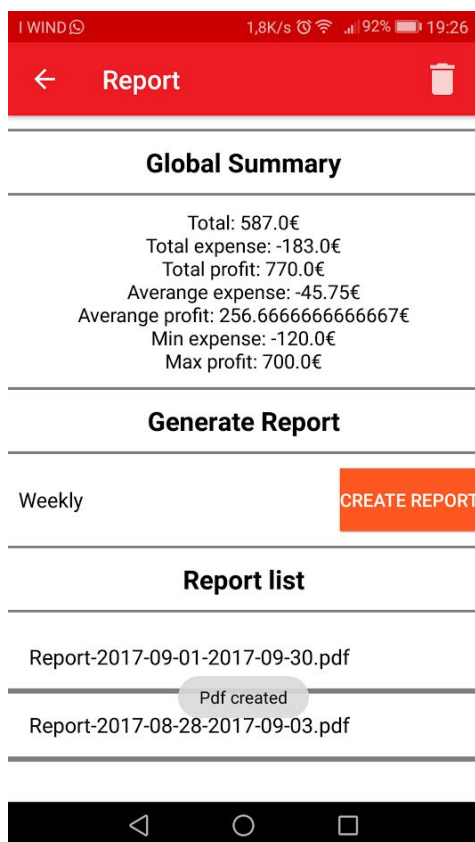 I WIND 1,8K/s 92% 19:26
Report
Global Summary
Total: 587.0€
Total expense: -183.0€
Total profit: 770.0€
Averange expense: -45.75€
Averange profit: 256.6666666666667€
Min expense: -120.0€
Max profit: 700.0€
Generate Report
Weekly CREATE REPORT
Report list
Report-2017-09-01-2017-09-30.pdf
Pdf created
Report-2017-08-28-2017-09-03.pdf